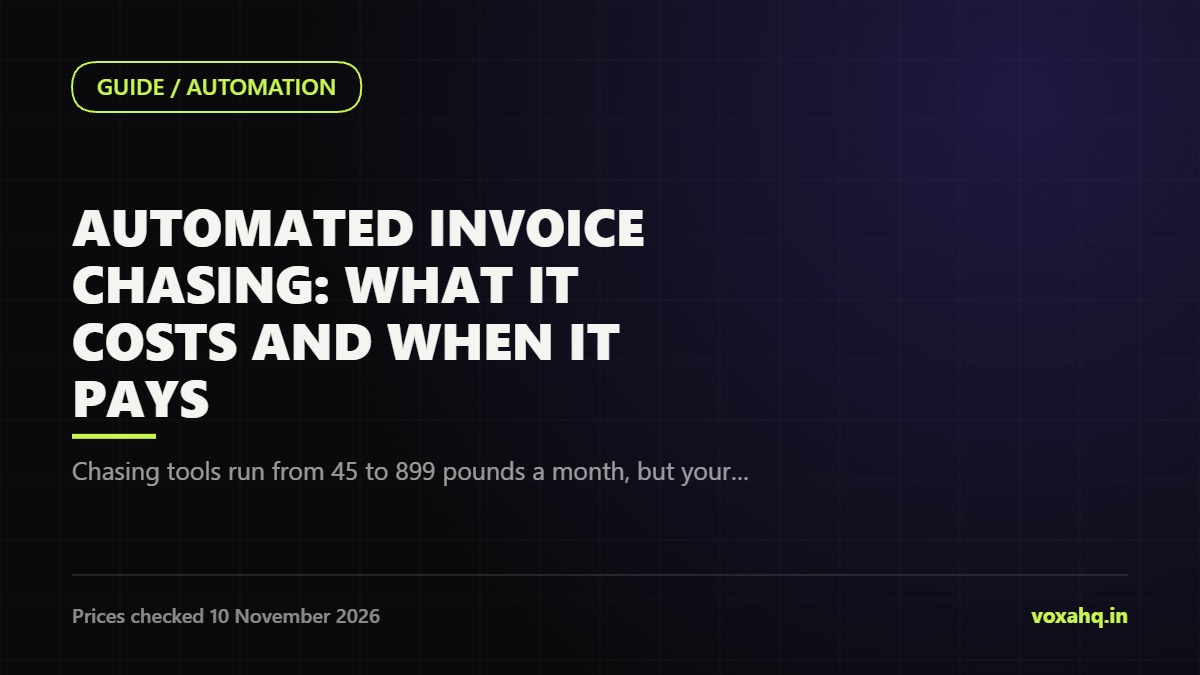 GUIDE / AUTOMATION
AUTOMATED INVOICE
CHASING: WHAT IT
COSTS AND WHEN IT
PAYS
Chasing tools run from 45 to 899 pounds a month, but your...
Prices checked 10 November 2026
voxahq.in